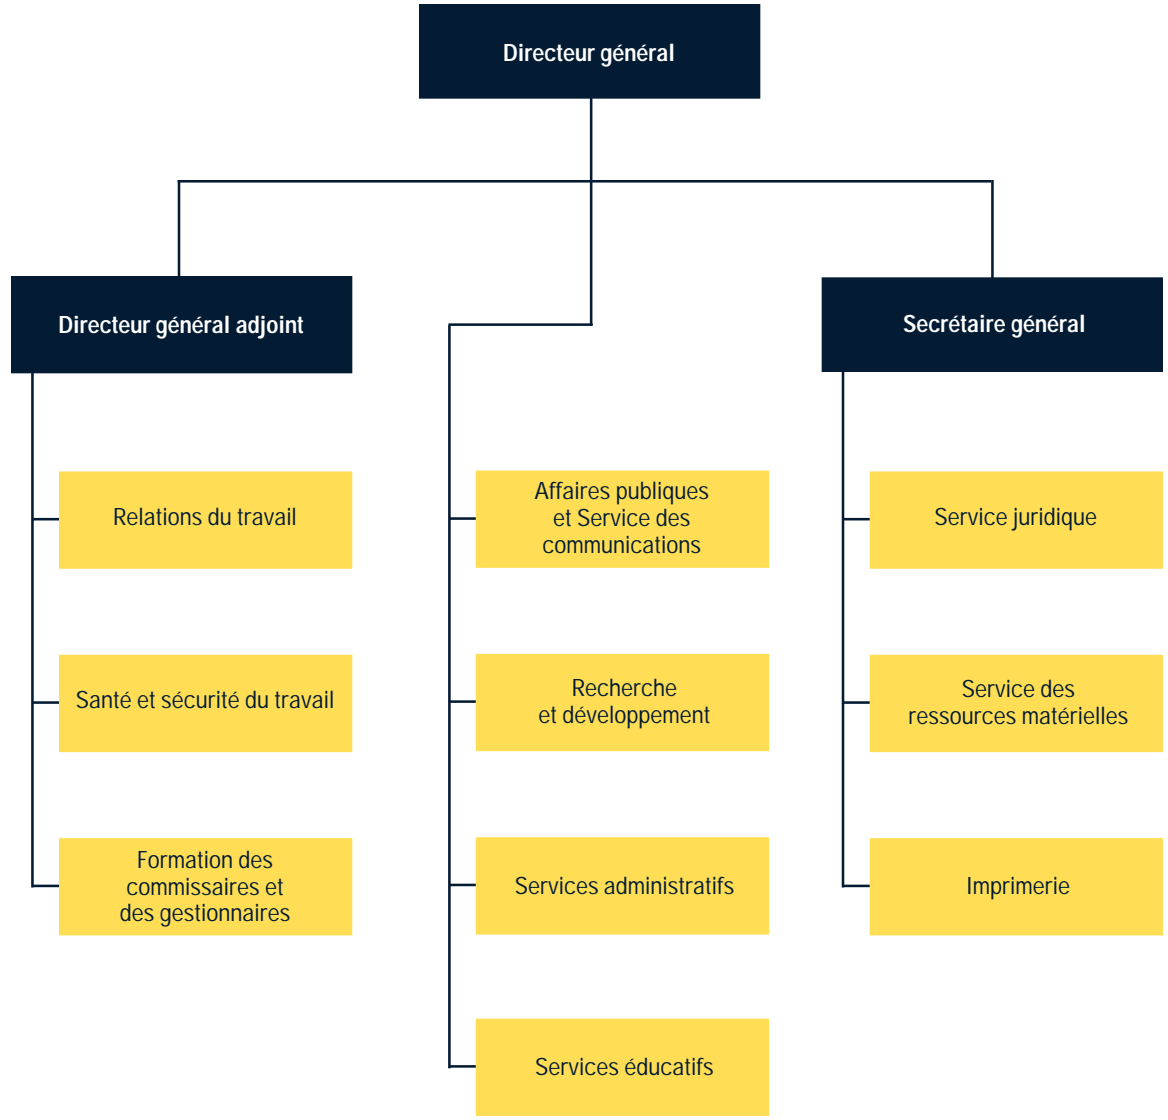 Directeur général
Directeur général adjoint
Secrétaire général
Relations du travail
Santé et sécurité du travail
Formation des
commissaires et
des gestionnaires
Affaires publiques
et Service des
communications
Recherche
et développement
Services administratifs
Services éducatifs
Service juridique
Service des
ressources matérielles
Imprimerie